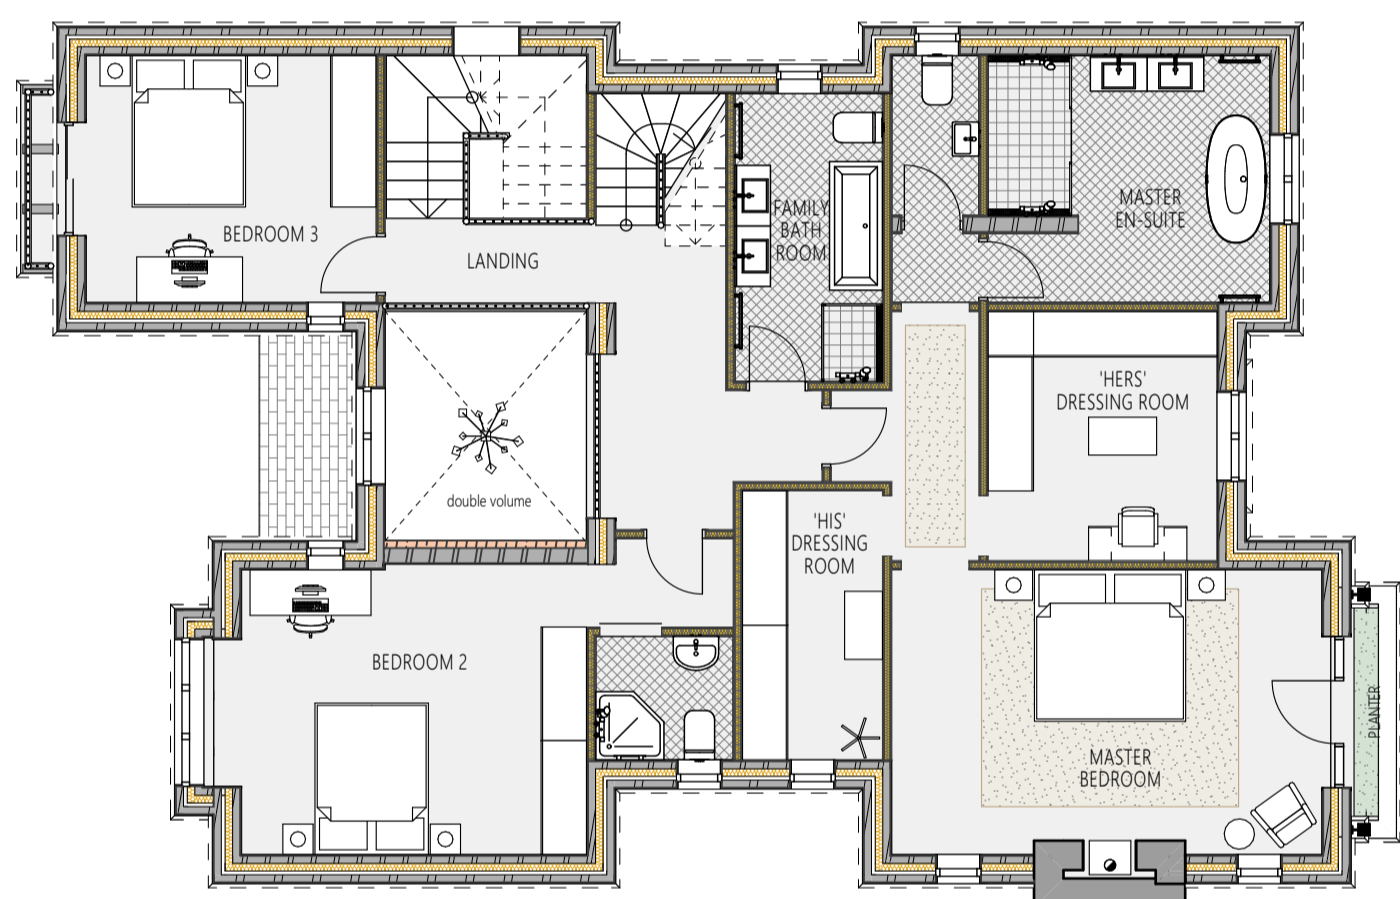 BEDROOM 3
LANDING
FAMILY
BATH
ROOM
MASTER
EN-SUITE
'HERS'
DRESSING ROOM
double volume
'HIS'
DRESSING
ROOM
BEDROOM 2
MASTER
BEDROOM
PLANTER